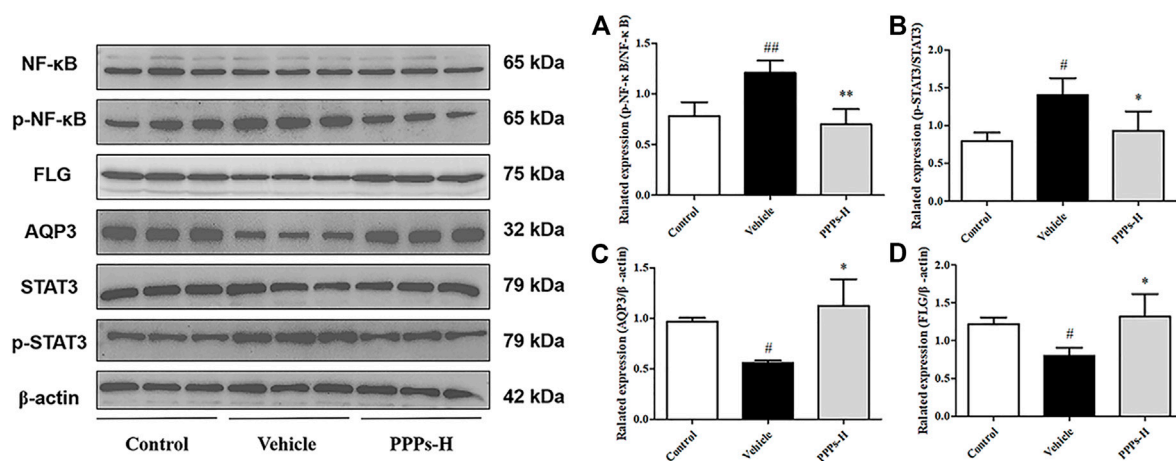 NF-κB
65 kDa
p-NF-κB
65 kDa
FLG
75 kDa
AQP3
32 kDa
STAT3
79 kDa
p-STAT3
79 kDa
β-actin
42 kDa
Control
Vehicle
PPPs-H
A
Ralated expression (p-NF-κ B/NF-κ B)
1.5
1.0
0.5
0.0
##
**
Control
Vehicle
PPPs-H
B
Ralated expression (p-STAT3/STAT3)
2.0
1.5
1.0
0.5
0.0
#
*
Control
Vehicle
PPPs-H
C
Ralated expression (AQP3/β -actin)
1.5
1.0
0.5
0.0
#
*
Control
Vehicle
PPPs-H
D
Ralated expression (FLG/β -actin)
2.0
1.5
1.0
0.5
0.0
#
*
Control
Vehicle
PPPs-H